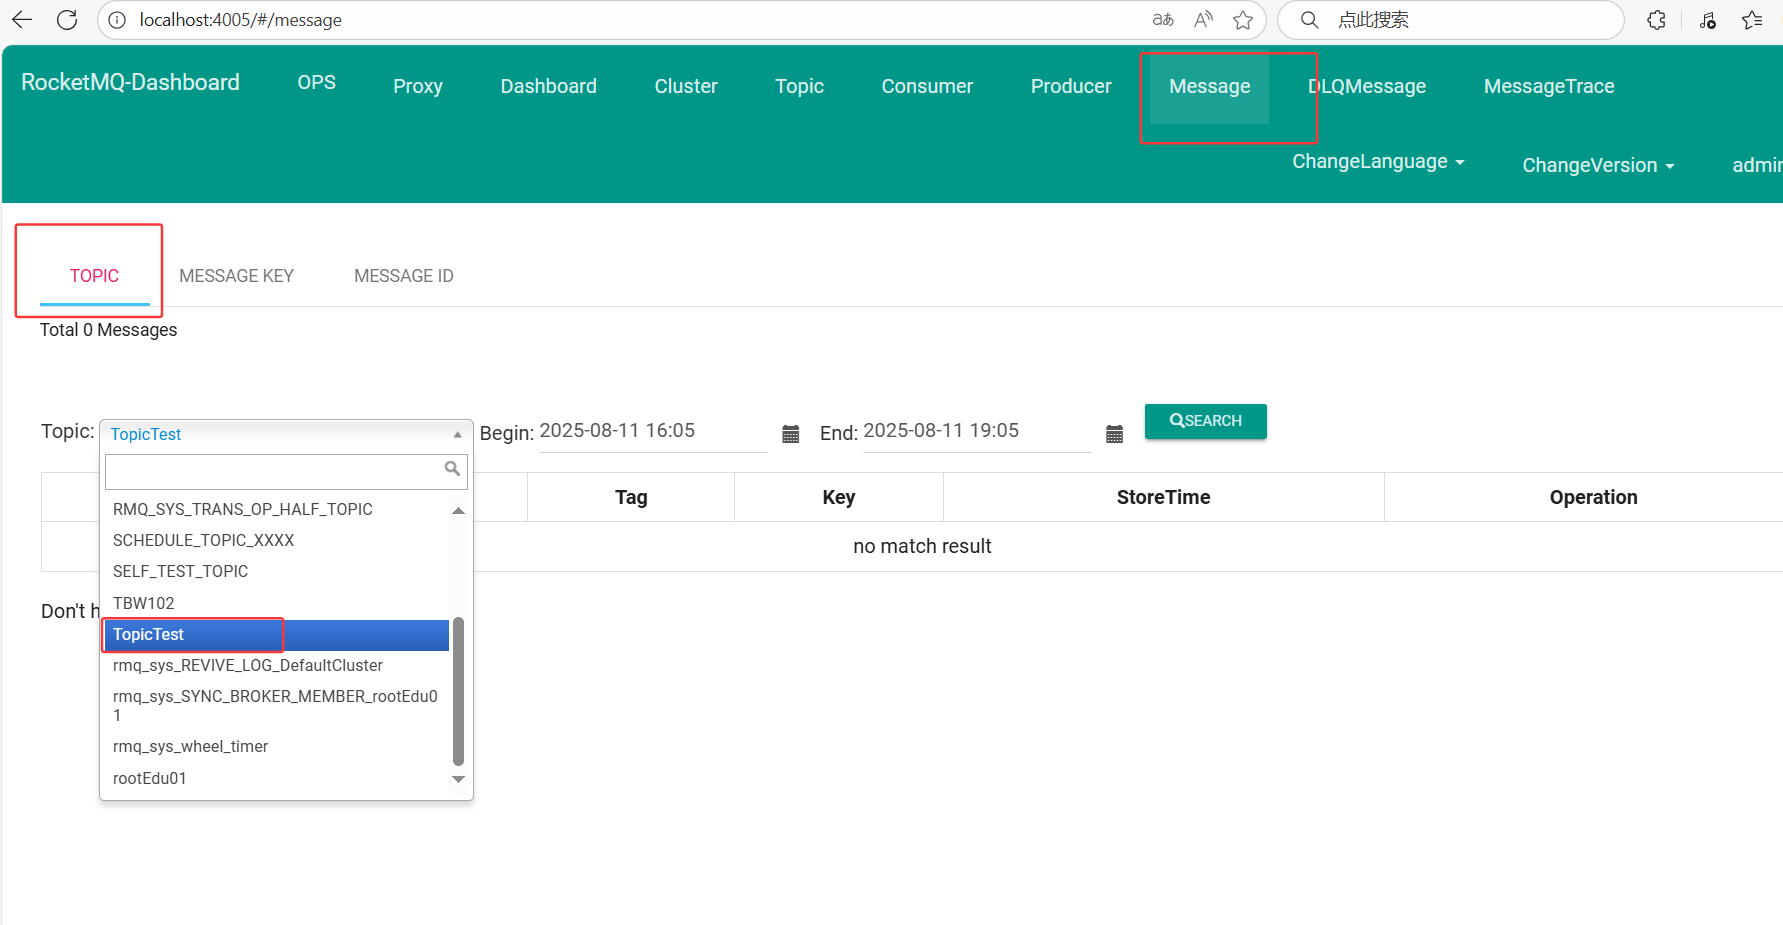 localhost:4005/#/message
点此搜索
RocketMQ-Dashboard OPS Proxy Dashboard Cluster Topic Consumer Producer Message DLQMessage MessageTrace
ChangeLanguage ChangeVersion admin
TOPIC MESSAGE KEY MESSAGE ID
Total 0 Messages
Topic: TopicTest Begin: 2025-08-11 16:05 End: 2025-08-11 19:05 SEARCH
Tag Key StoreTime Operation
RMQ_SYS_TRANS_OP_HALF_TOPIC
SCHEDULE_TOPIC_XXXX
no match result
SELF_TEST_TOPIC
TBW102
Don't h
TopicTest
rmq_sys_REVIVE_LOG_DefaultCluster
rmq_sys_SYNC_BROKER_MEMBER_rootEdu0
1
rmq_sys_wheel_timer
rootEdu01